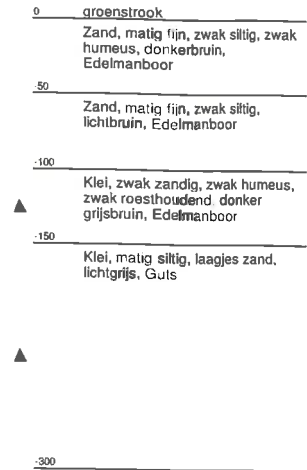 0 groenstrook
Zand, matig fijn, zwak siltig, zwak
humeus, donkerbruin,
Edelmanboor
-50
Zand, matig fijn, zwak siltig,
lichtbruin, Edelmanboor
-100
Klei, zwak zandig, zwak humeus,
zwak roesthoudend, donker
grijsbruin, Edelmanboor
-150
Klei, matig siltig, laagjes zand,
lichtgrijs, Guts
-300